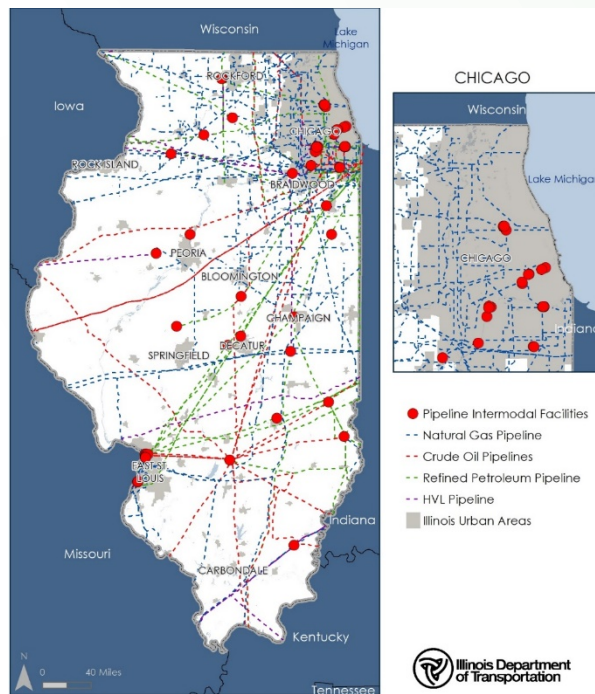 Wisconsin
Lake
Michigan
Iowa
ROCKFORD
CHICAGO
ROCK ISLAND
BRAIDWOOD
PEORIA
BLOOMINGTON
CHAMPAIGN
DECATUR
SPRINGFIELD
EAST ST.
LOUIS
Indiana
Missouri
CARBONDALE
Kentucky
N
0 40 Miles
Tennessee
CHICAGO
Wisconsin
Lake Michigan
CHICAGO
Indiana
Pipeline Intermodal Facilities
Natural Gas Pipeline
Crude Oil Pipelines
Refined Petroleum Pipeline
HVL Pipeline
Illinois Urban Areas
Illinois Department
of Transportation